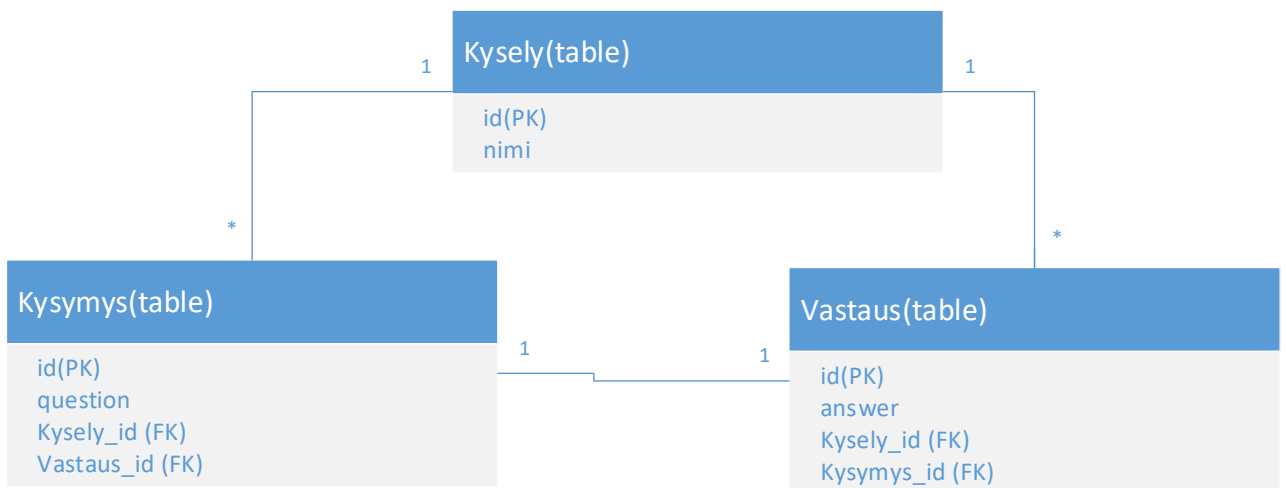 Kysely(table)
1
1
id(PK)
nimi
*
*
Kysymys(table)
id(PK)
question
Kysely_id (FK)
Vastaus_id (FK)
1
1
Vastaus(table)
id(PK)
answer
Kysely_id (FK)
Kysymys_id (FK)